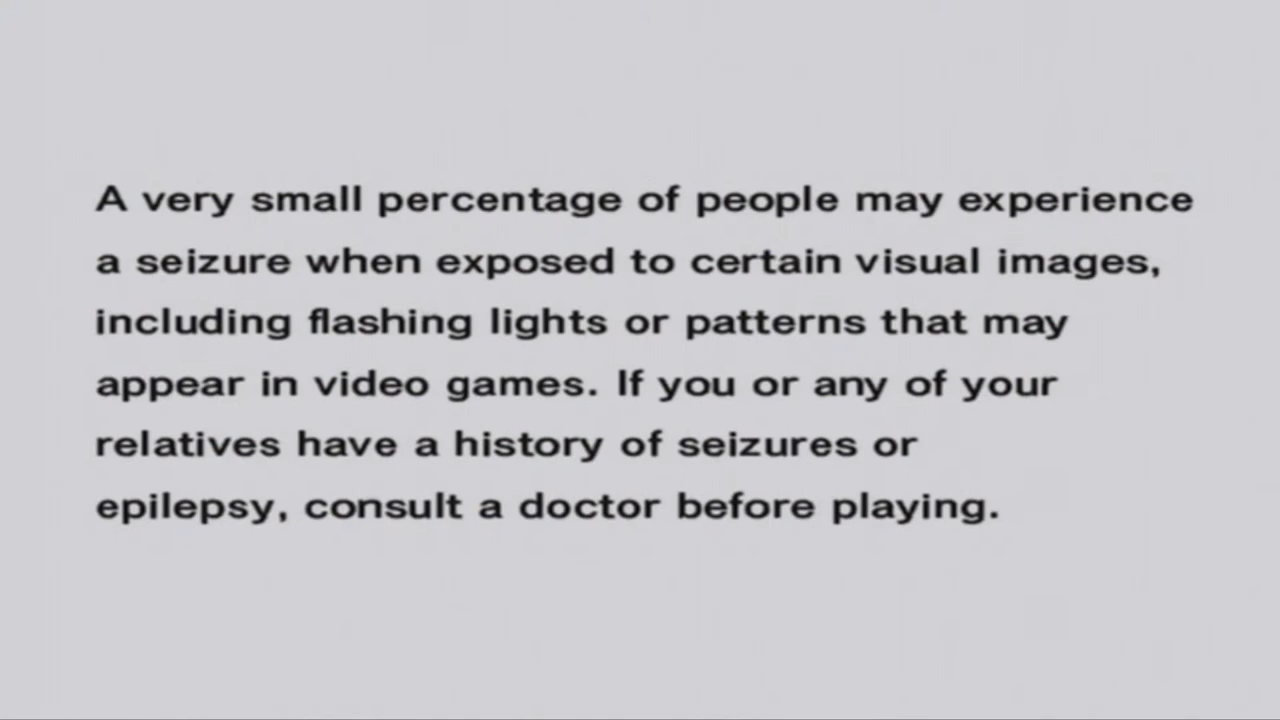 A very small percentage of people may experience
a seizure when exposed to certain visual images,
including flashing lights or patterns that may
appear in video games. If you or any of your
relatives have a history of seizures or
epilepsy, consult a doctor before playing.